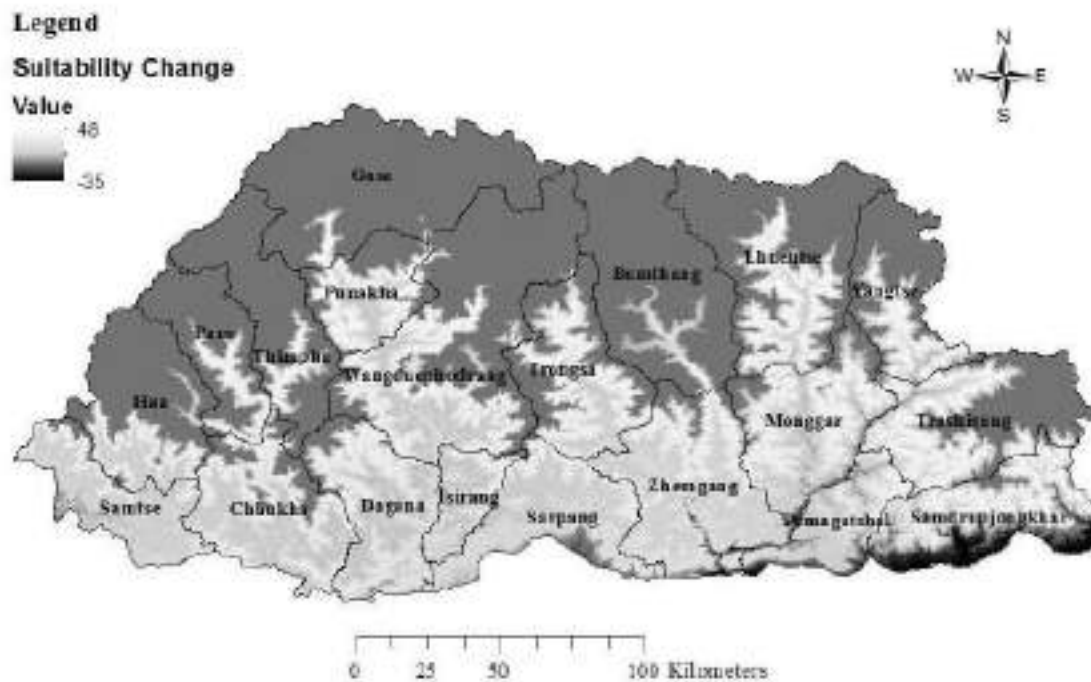 Legend
Suitability Change
Value
48
-35
N
W E
S
Gasa
Lhuentse
Bumthang
Yangtse
Punakha
Paro
Thimphu
Wangduephodrang
Trongsa
Haa
Monggar
Trashigang
Zhemgang
Samtse
Chhukha
Dagana
Tsirang
Sarpang
Samdrupjongkhar
0 25 50 100 Kilometers